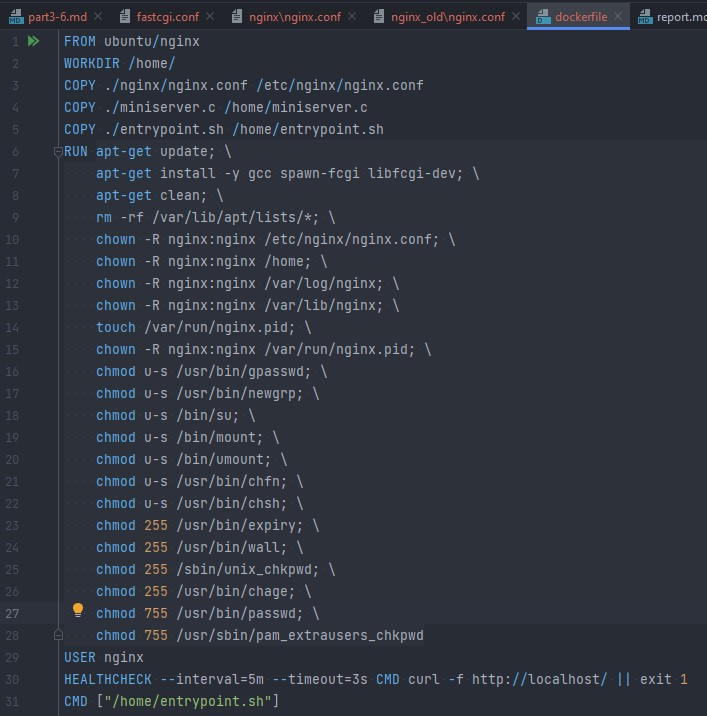 part3-6.md × fastcgi.conf × nginx\nginx.conf × nginx_old\nginx.conf × dockerfile × report.md
1 FROM ubuntu/nginx
2 WORKDIR /home/
3 COPY ./nginx/nginx.conf /etc/nginx/nginx.conf
4 COPY ./miniserver.c /home/miniserver.c
5 COPY ./entrypoint.sh /home/entrypoint.sh
6 RUN apt-get update; \
7 apt-get install -y gcc spawn-fcgi libfcgi-dev; \
8 apt-get clean; \
9 rm -rf /var/lib/apt/lists/*; \
10 chown -R nginx:nginx /etc/nginx/nginx.conf; \
11 chown -R nginx:nginx /home; \
12 chown -R nginx:nginx /var/log/nginx; \
13 chown -R nginx:nginx /var/lib/nginx; \
14 touch /var/run/nginx.pid; \
15 chown -R nginx:nginx /var/run/nginx.pid; \
16 chmod u-s /usr/bin/gpasswd; \
17 chmod u-s /usr/bin/newgrp; \
18 chmod u-s /bin/su; \
19 chmod u-s /bin/mount; \
20 chmod u-s /bin/umount; \
21 chmod u-s /usr/bin/chfn; \
22 chmod u-s /usr/bin/chsh; \
23 chmod 255 /usr/bin/expiry; \
24 chmod 255 /usr/bin/wall; \
25 chmod 255 /sbin/unix_chkpwd; \
26 chmod 255 /usr/bin/chage; \
27 chmod 755 /usr/bin/passwd; \
28 chmod 755 /usr/sbin/pam_extrausers_chkpwd
29 USER nginx
30 HEALTHCHECK --interval=5m --timeout=3s CMD curl -f http://localhost/ || exit 1
31 CMD ["/home/entrypoint.sh"]